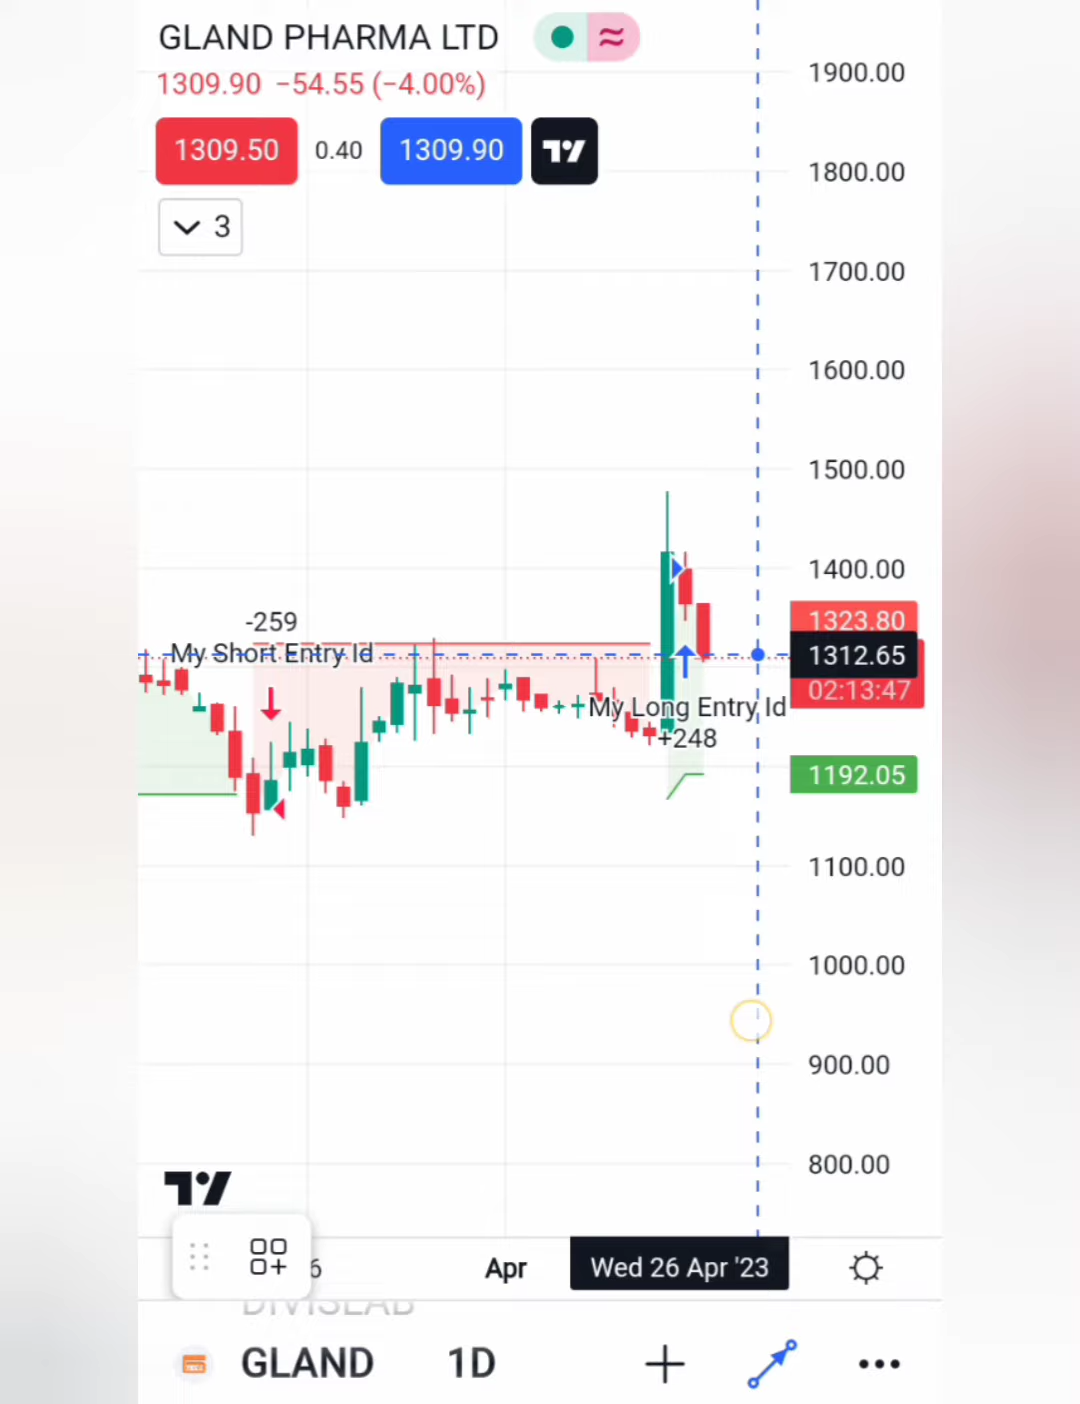 GLAND PHARMA LTD
1309.90 −54.55 (−4.00%)
1309.50 0.40 1309.90
3
1900.00
1800.00
1700.00
1600.00
1500.00
1400.00
-259
1323.80
My Short Entry Id
1312.65
02:13:47
My Long Entry Id
+248
1192.05
1100.00
1000.00
900.00
800.00
6
Apr
Wed 26 Apr '23
DIVISLAB
GLAND 1D